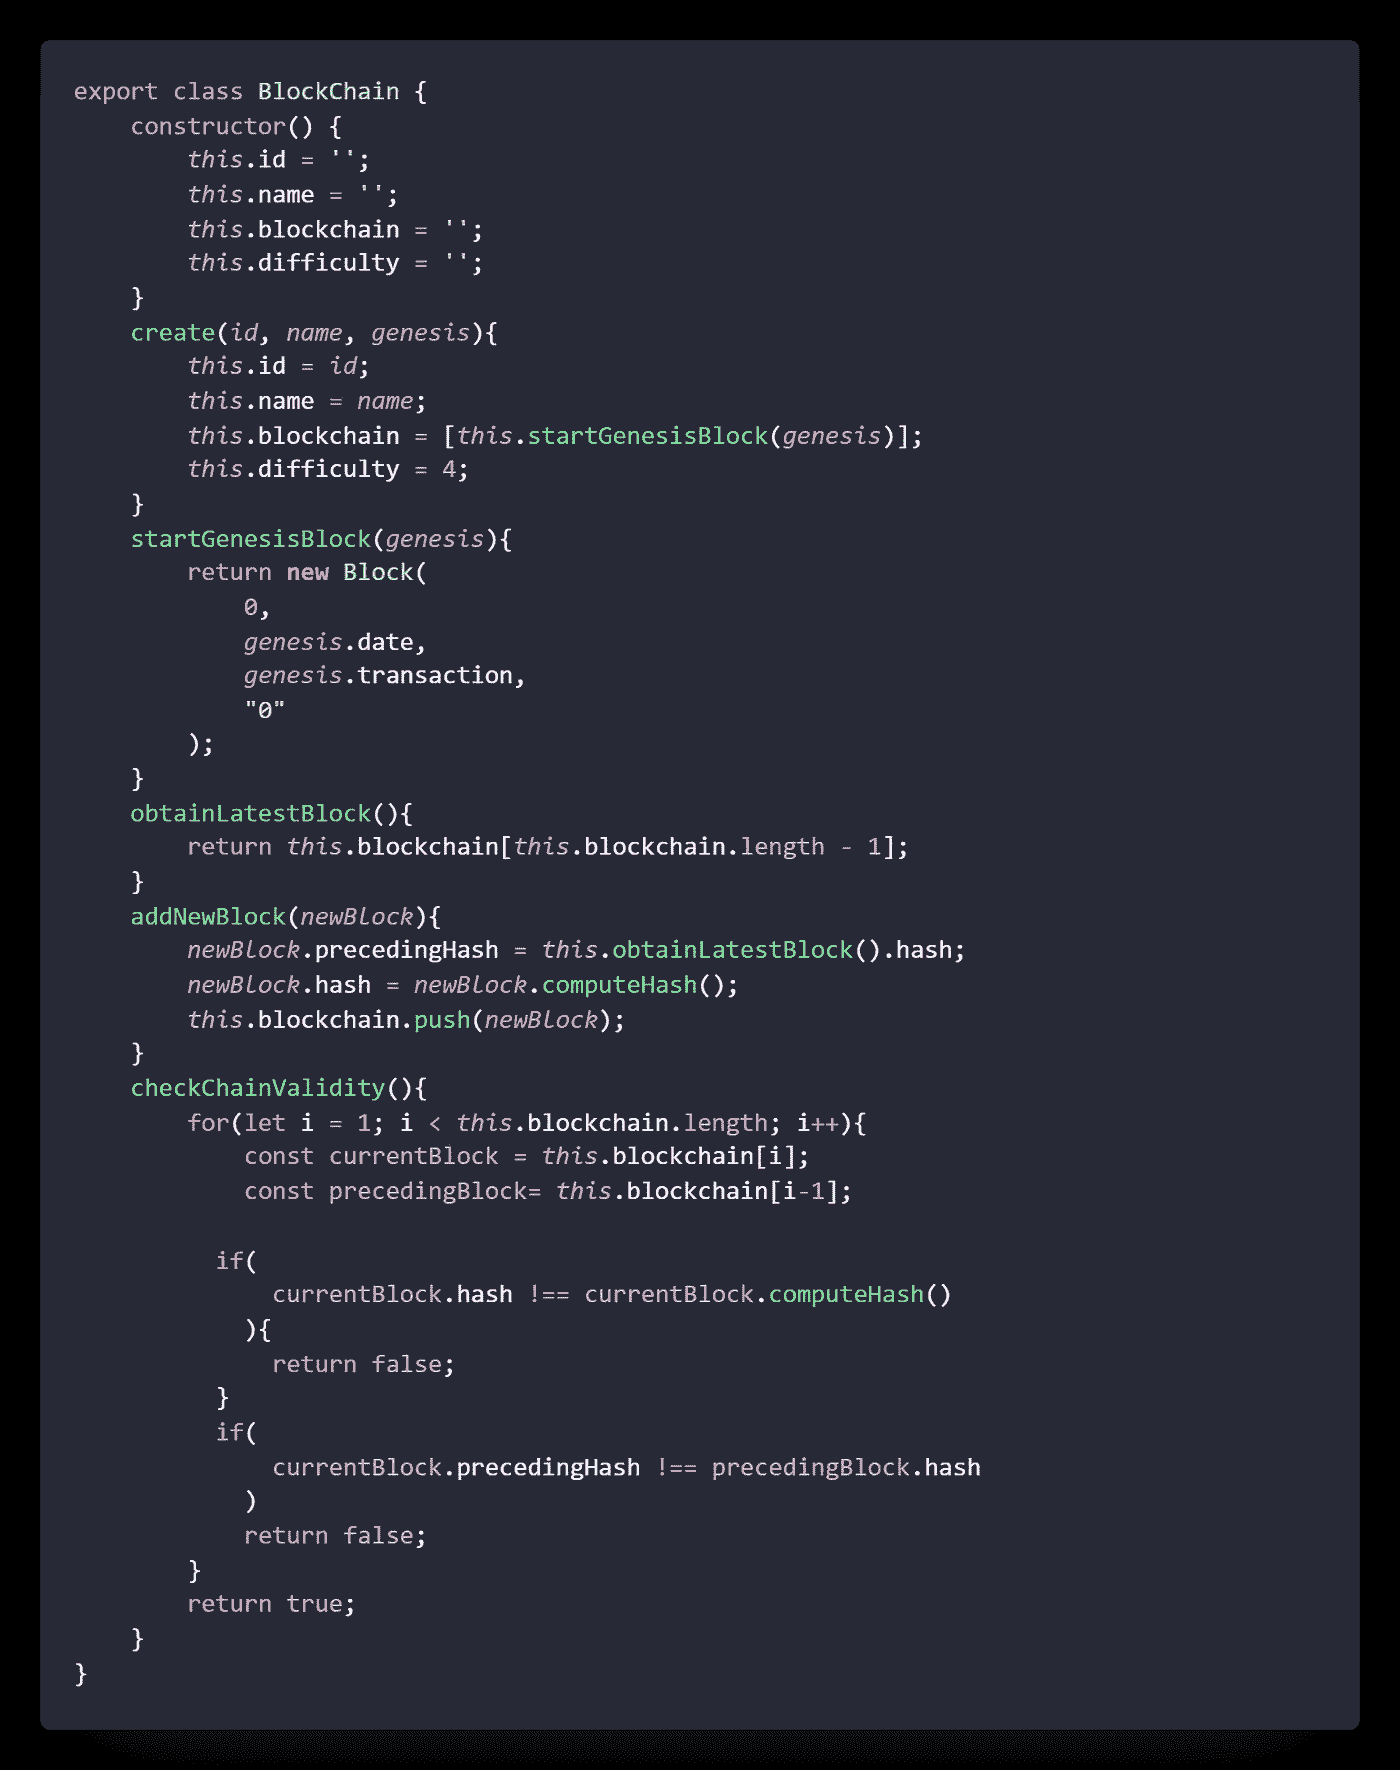 export class BlockChain {
    constructor() {
        this.id = '';
        this.name = '';
        this.blockchain = '';
        this.difficulty = '';
    }
    create(id, name, genesis){
        this.id = id;
        this.name = name;
        this.blockchain = [this.startGenesisBlock(genesis)];
        this.difficulty = 4;
    }
    startGenesisBlock(genesis){
        return new Block(
            0,
            genesis.date,
            genesis.transaction,
            "0"
        );
    }
    obtainLatestBlock(){
        return this.blockchain[this.blockchain.length - 1];
    }
    addNewBlock(newBlock){
        newBlock.precedingHash = this.obtainLatestBlock().hash;
        newBlock.hash = newBlock.computeHash();
        this.blockchain.push(newBlock);
    }
    checkChainValidity(){
        for(let i = 1; i < this.blockchain.length; i++){
            const currentBlock = this.blockchain[i];
            const precedingBlock= this.blockchain[i-1];

          if(
              currentBlock.hash !== currentBlock.computeHash()
            ){
              return false;
          }
          if(
              currentBlock.precedingHash !== precedingBlock.hash
            )
            return false;
        }
        return true;
    }
}